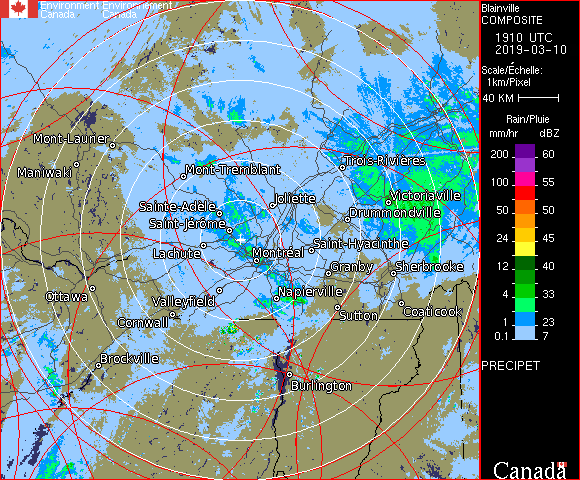 Environment Environnement
Canada Canada
Blainville
COMPOSITE
1910 UTC
2019-03-10
Scale/Échelle:
1km/Pixel
40 KM
Rain/Pluie
mm/hr dBZ
200 60
100 55
50 50
24 45
12 40
4 33
1 23
0.1 7
PRECIPET
Canada
Mont-Laurier
Maniwaki
Mont-Tremblant
Trois-Rivières
Joliette
Victoriaville
Sainte-Adèle
Drummondville
Saint-Jérôme
Saint-Hyacinthe
Lachute
Montréal
Granby
Sherbrooke
Ottawa
Valleyfield
Napierville
Cornwall
Sutton
Coaticook
Brockville
Burlington